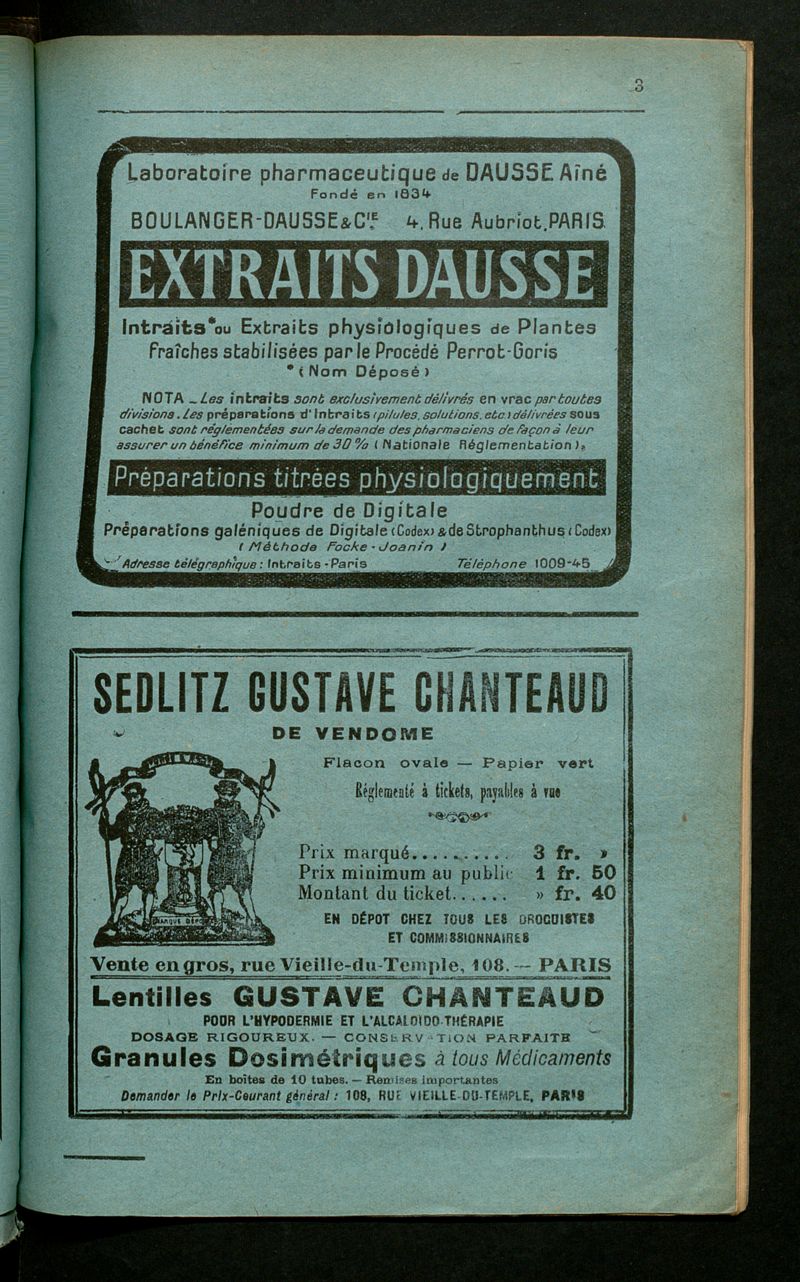 3
Laboratoire pharmaceutique de DAUSSE Aîné
Fondé en 1834
BOULANGER-DAUSSE & Cie 4, Rue Aubriot, PARIS
EXTRAITS DAUSSE
Intraits* ou Extraits physiologiques de Plantes
Fraîches stabilisées par le Procédé Perrot-Goris
* (Nom Déposé)
NOTA _ Les intraits sont exclusivement délivrés en vrac par toutes
divisions. Les préparations d'Intraits (pilules, solutions, etc.) délivrées sous
cachet sont réglementées sur la demande des pharmaciens de façon à leur
assurer un bénéfice minimum de 30 % (Nationale Réglementation).
Préparations titrées physiologiquement
Poudre de Digitale
Préparations galéniques de Digitale (Codex) & de Strophanthus (Codex)
( Méthode Focke - Joanin )
Adresse télégraphique : Intraits - Paris Téléphone 1009-45
SEDLITZ GUSTAVE CHANTEAUD
DE VENDOME
Flacon ovale — Papier vert
Réglementé à tickets, payables à vue
Prix marqué........... 3 fr. »
Prix minimum au public 1 fr. 50
Montant du ticket...... » fr. 40
MARQUE DÉPO
EN DÉPOT CHEZ TOUS LES DROGUISTES
ET COMMISSIONNAIRES
Vente en gros, rue Vieille-du-Temple, 108. — PARIS
Lentilles GUSTAVE CHANTEAUD
POUR L'HYPODERMIE ET L'ALCALOÏDO-THÉRAPIE
DOSAGE RIGOUREUX. — CONSERV TION PARFAITE
Granules Dosimétriques à tous Médicaments
En boîtes de 10 tubes. — Remises importantes
Demander le Prix-Courant général : 108, RUE VIEILLE-DU-TEMPLE, PARIS